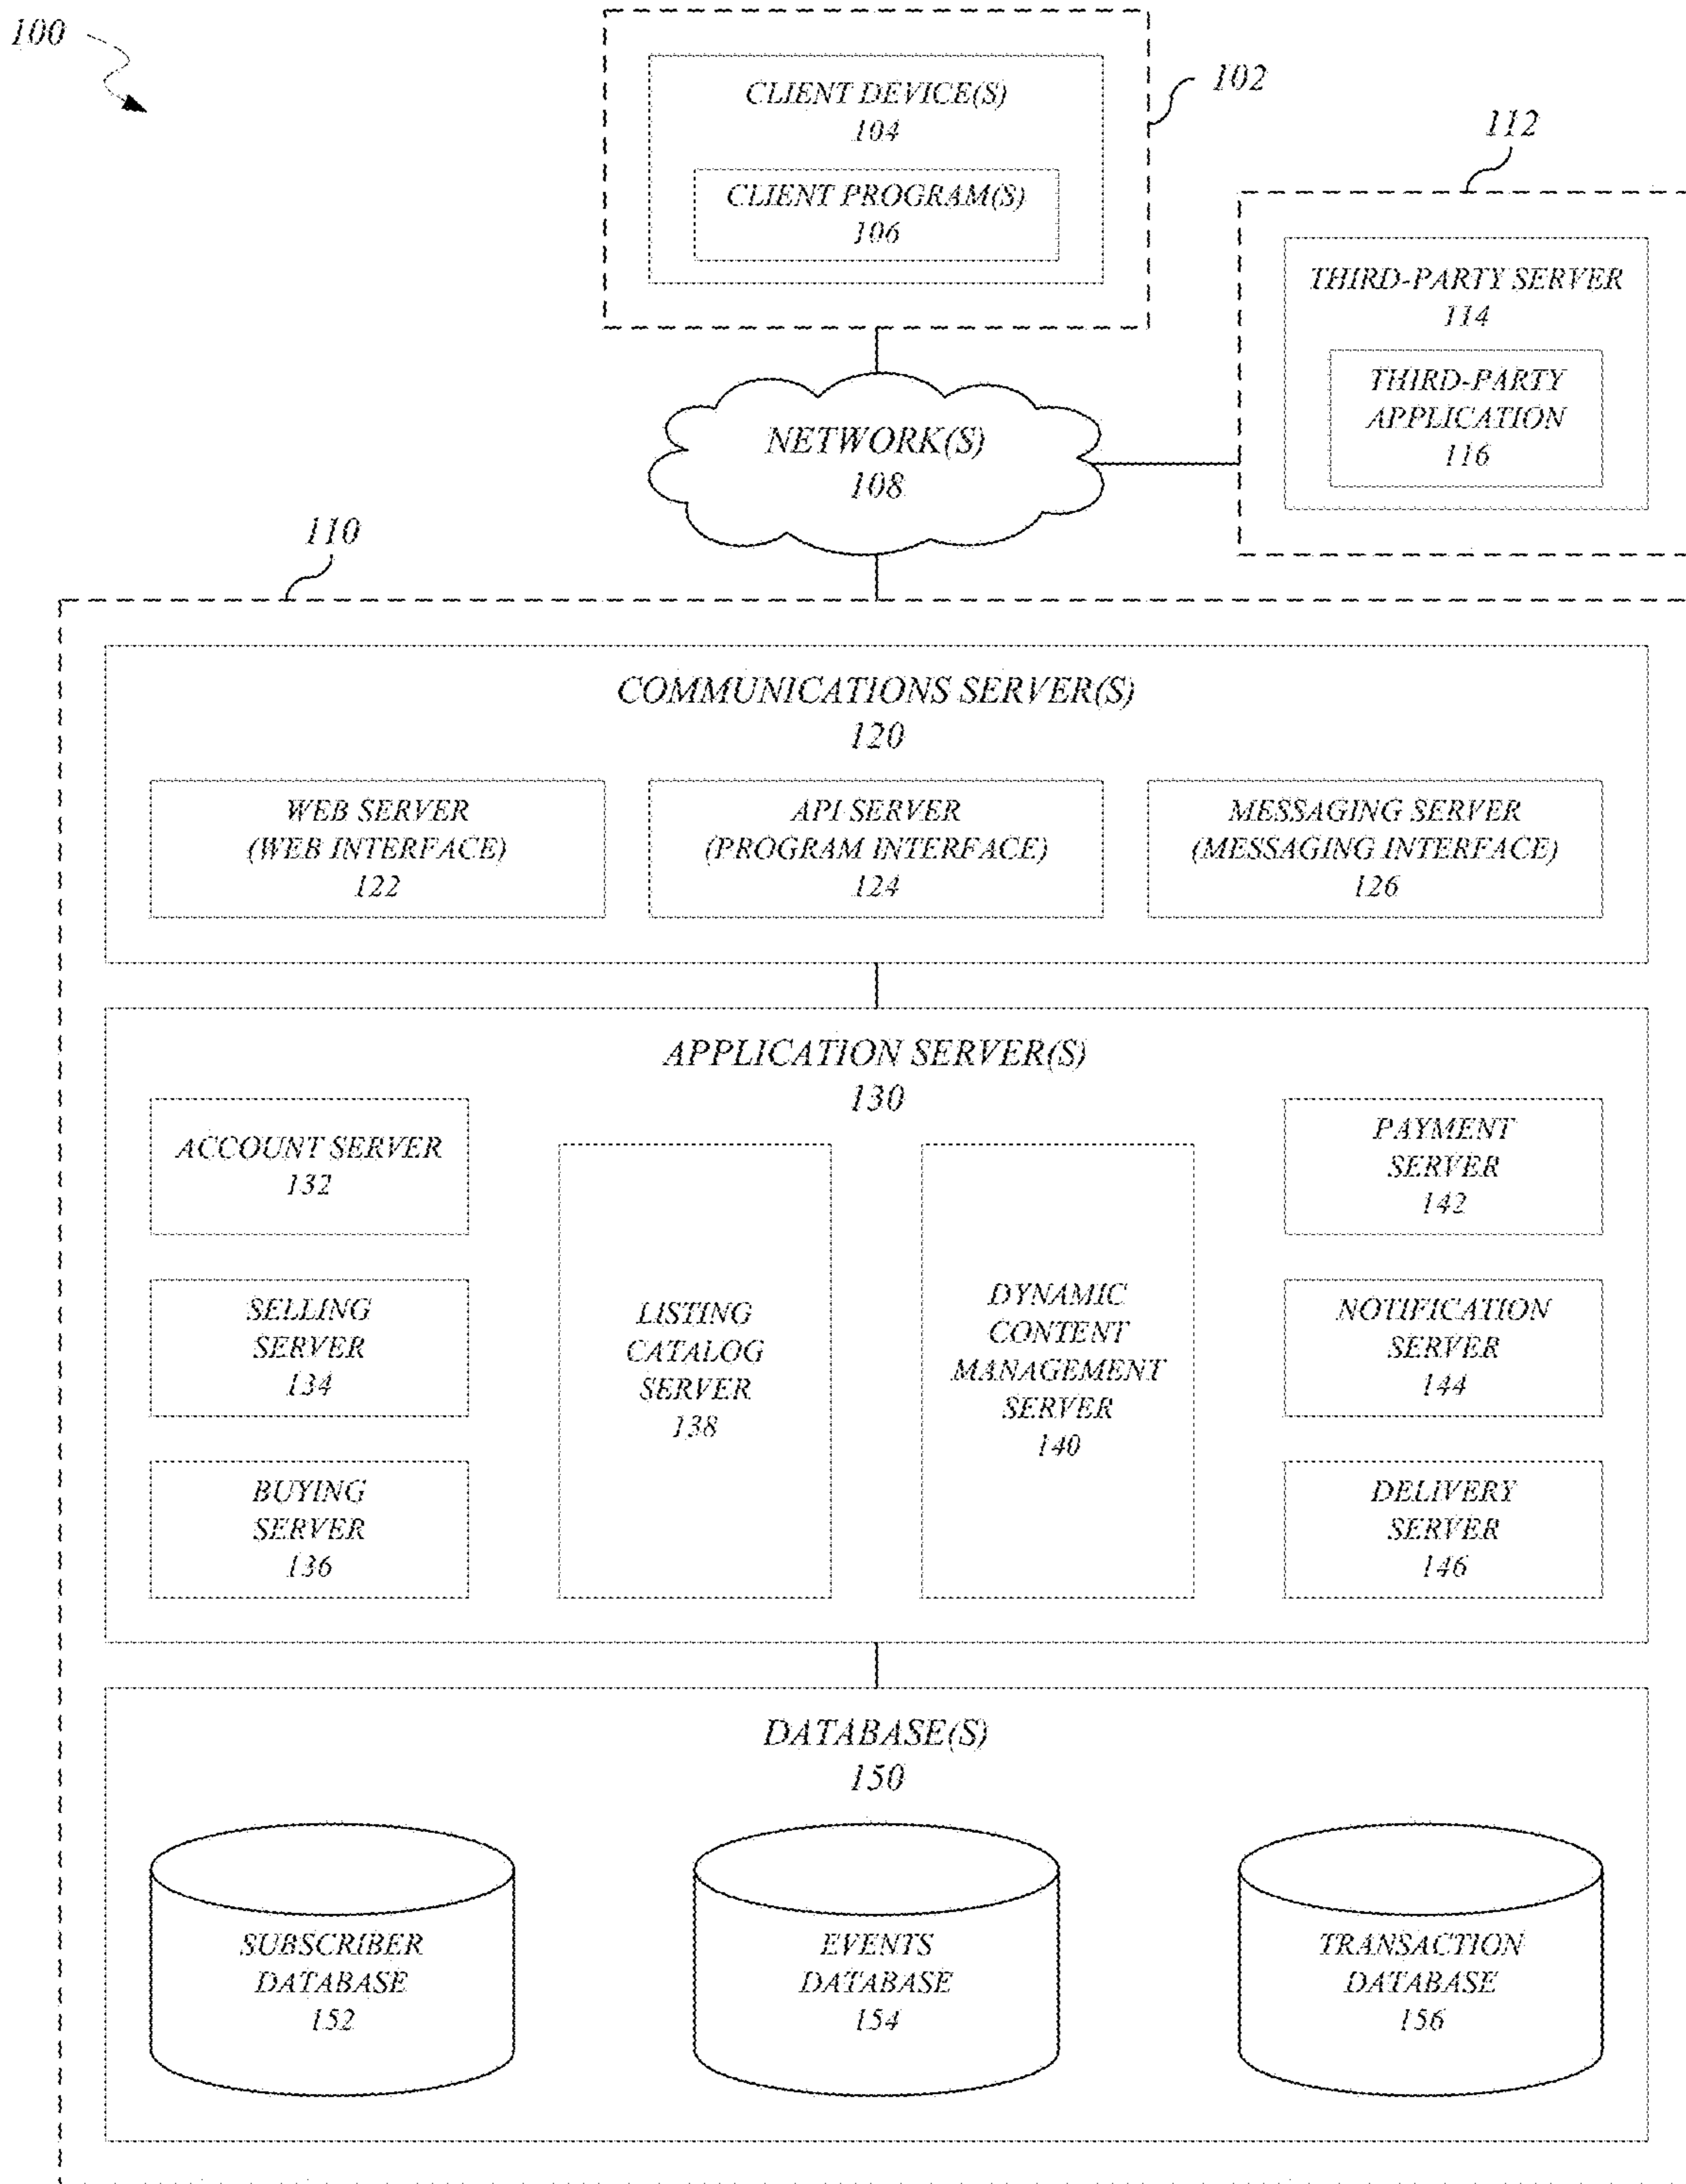 100
102
CLIENT DEVICE(S)
104
CLIENT PROGRAM(S)
106
112
THIRD-PARTY SERVER
114
THIRD-PARTY
APPLICATION
116
NETWORK(S)
108
110
COMMUNICATIONS SERVER(S)
120
WEB SERVER
(WEB INTERFACE)
122
API SERVER
(PROGRAM INTERFACE)
124
MESSAGING SERVER
(MESSAGING INTERFACE)
126
APPLICATION SERVER(S)
130
ACCOUNT SERVER
132
SELLING
SERVER
134
BUYING
SERVER
136
LISTING
CATALOG
SERVER
138
DYNAMIC
CONTENT
MANAGEMENT
SERVER
140
PAYMENT
SERVER
142
NOTIFICATION
SERVER
144
DELIVERY
SERVER
146
DATABASE(S)
150
SUBSCRIBER
DATABASE
152
EVENTS
DATABASE
154
TRANSACTION
DATABASE
156